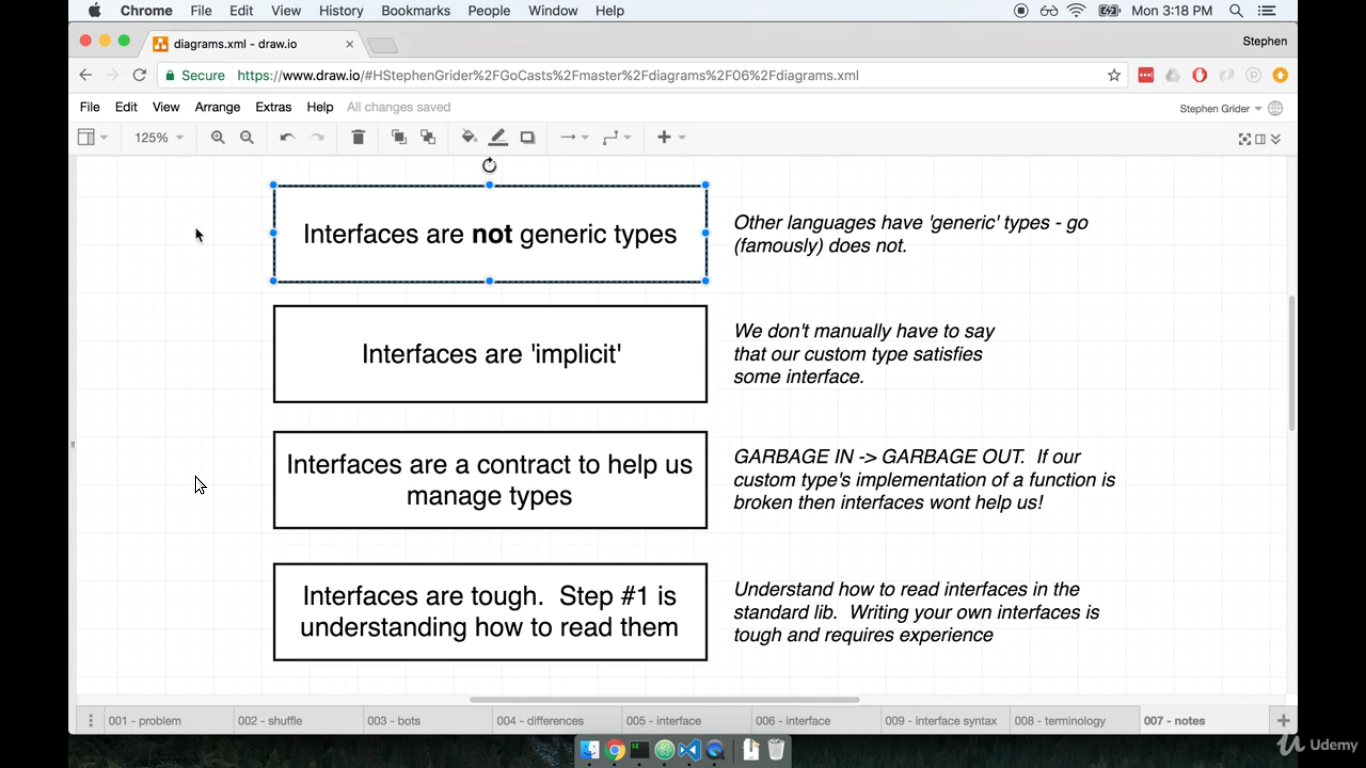 Chrome File Edit View History Bookmarks People Window Help Mon 3:18 PM
diagrams.xml - draw.io Stephen
Secure https://www.draw.io/#HStephenGrider%2FGoCasts%2Fmaster%2Fdiagrams%2F06%2Fdiagrams.xml
File Edit View Arrange Extras Help All changes saved Stephen Grider
125%
Interfaces are not generic types
Other languages have 'generic' types - go
(famously) does not.
Interfaces are 'implicit'
We don't manually have to say
that our custom type satisfies
some interface.
Interfaces are a contract to help us
manage types
GARBAGE IN -> GARBAGE OUT.  If our
custom type's implementation of a function is
broken then interfaces wont help us!
Interfaces are tough.  Step #1 is
understanding how to read them
Understand how to read interfaces in the
standard lib.  Writing your own interfaces is
tough and requires experience
001 - problem 002 - shuffle 003 - bots 004 - differences 005 - interface 006 - interface 009 - interface syntax 008 - terminology 007 - notes
Udemy